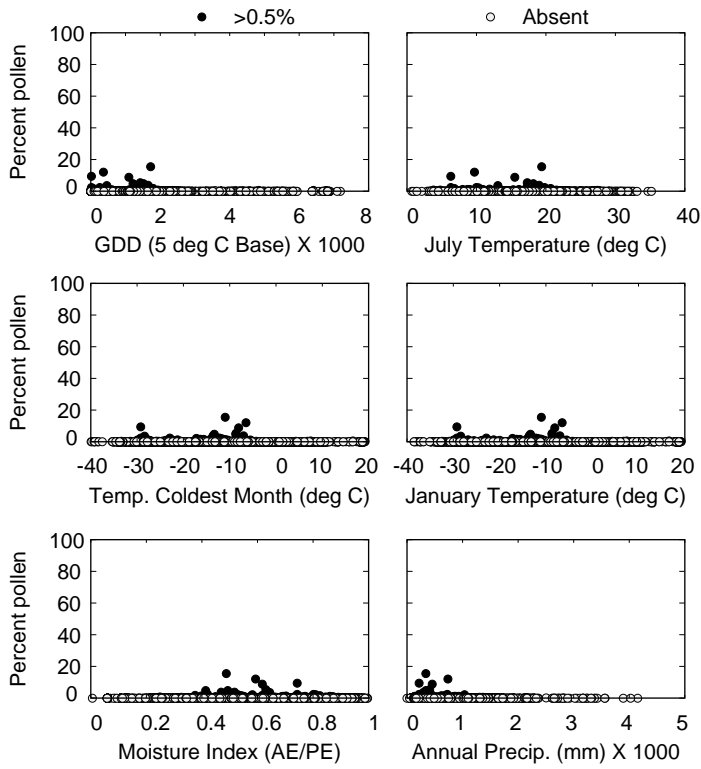 >0.5% Absent
Percent pollen
100
80
60
40
20
0
0 2 4 6 8
GDD (5 deg C Base) X 1000
0 10 20 30 40
July Temperature (deg C)
Percent pollen
100
80
60
40
20
0
-40 -30 -20 -10 0 10 20
Temp. Coldest Month (deg C)
-40 -30 -20 -10 0 10 20
January Temperature (deg C)
Percent pollen
100
80
60
40
20
0
0 0.2 0.4 0.6 0.8 1
Moisture Index (AE/PE)
0 1 2 3 4 5
Annual Precip. (mm) X 1000